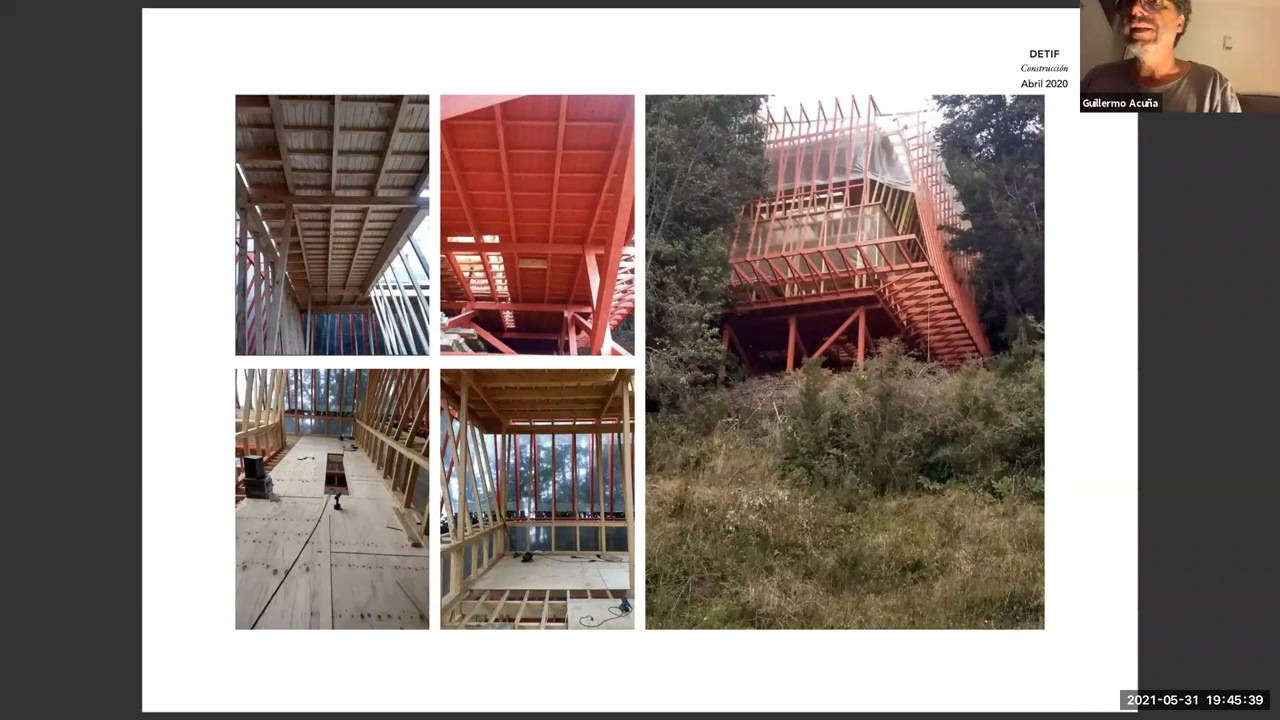 DETIF
Construcción
Abril 2020
Guillermo Acuña
2021-05-31 19:45:39